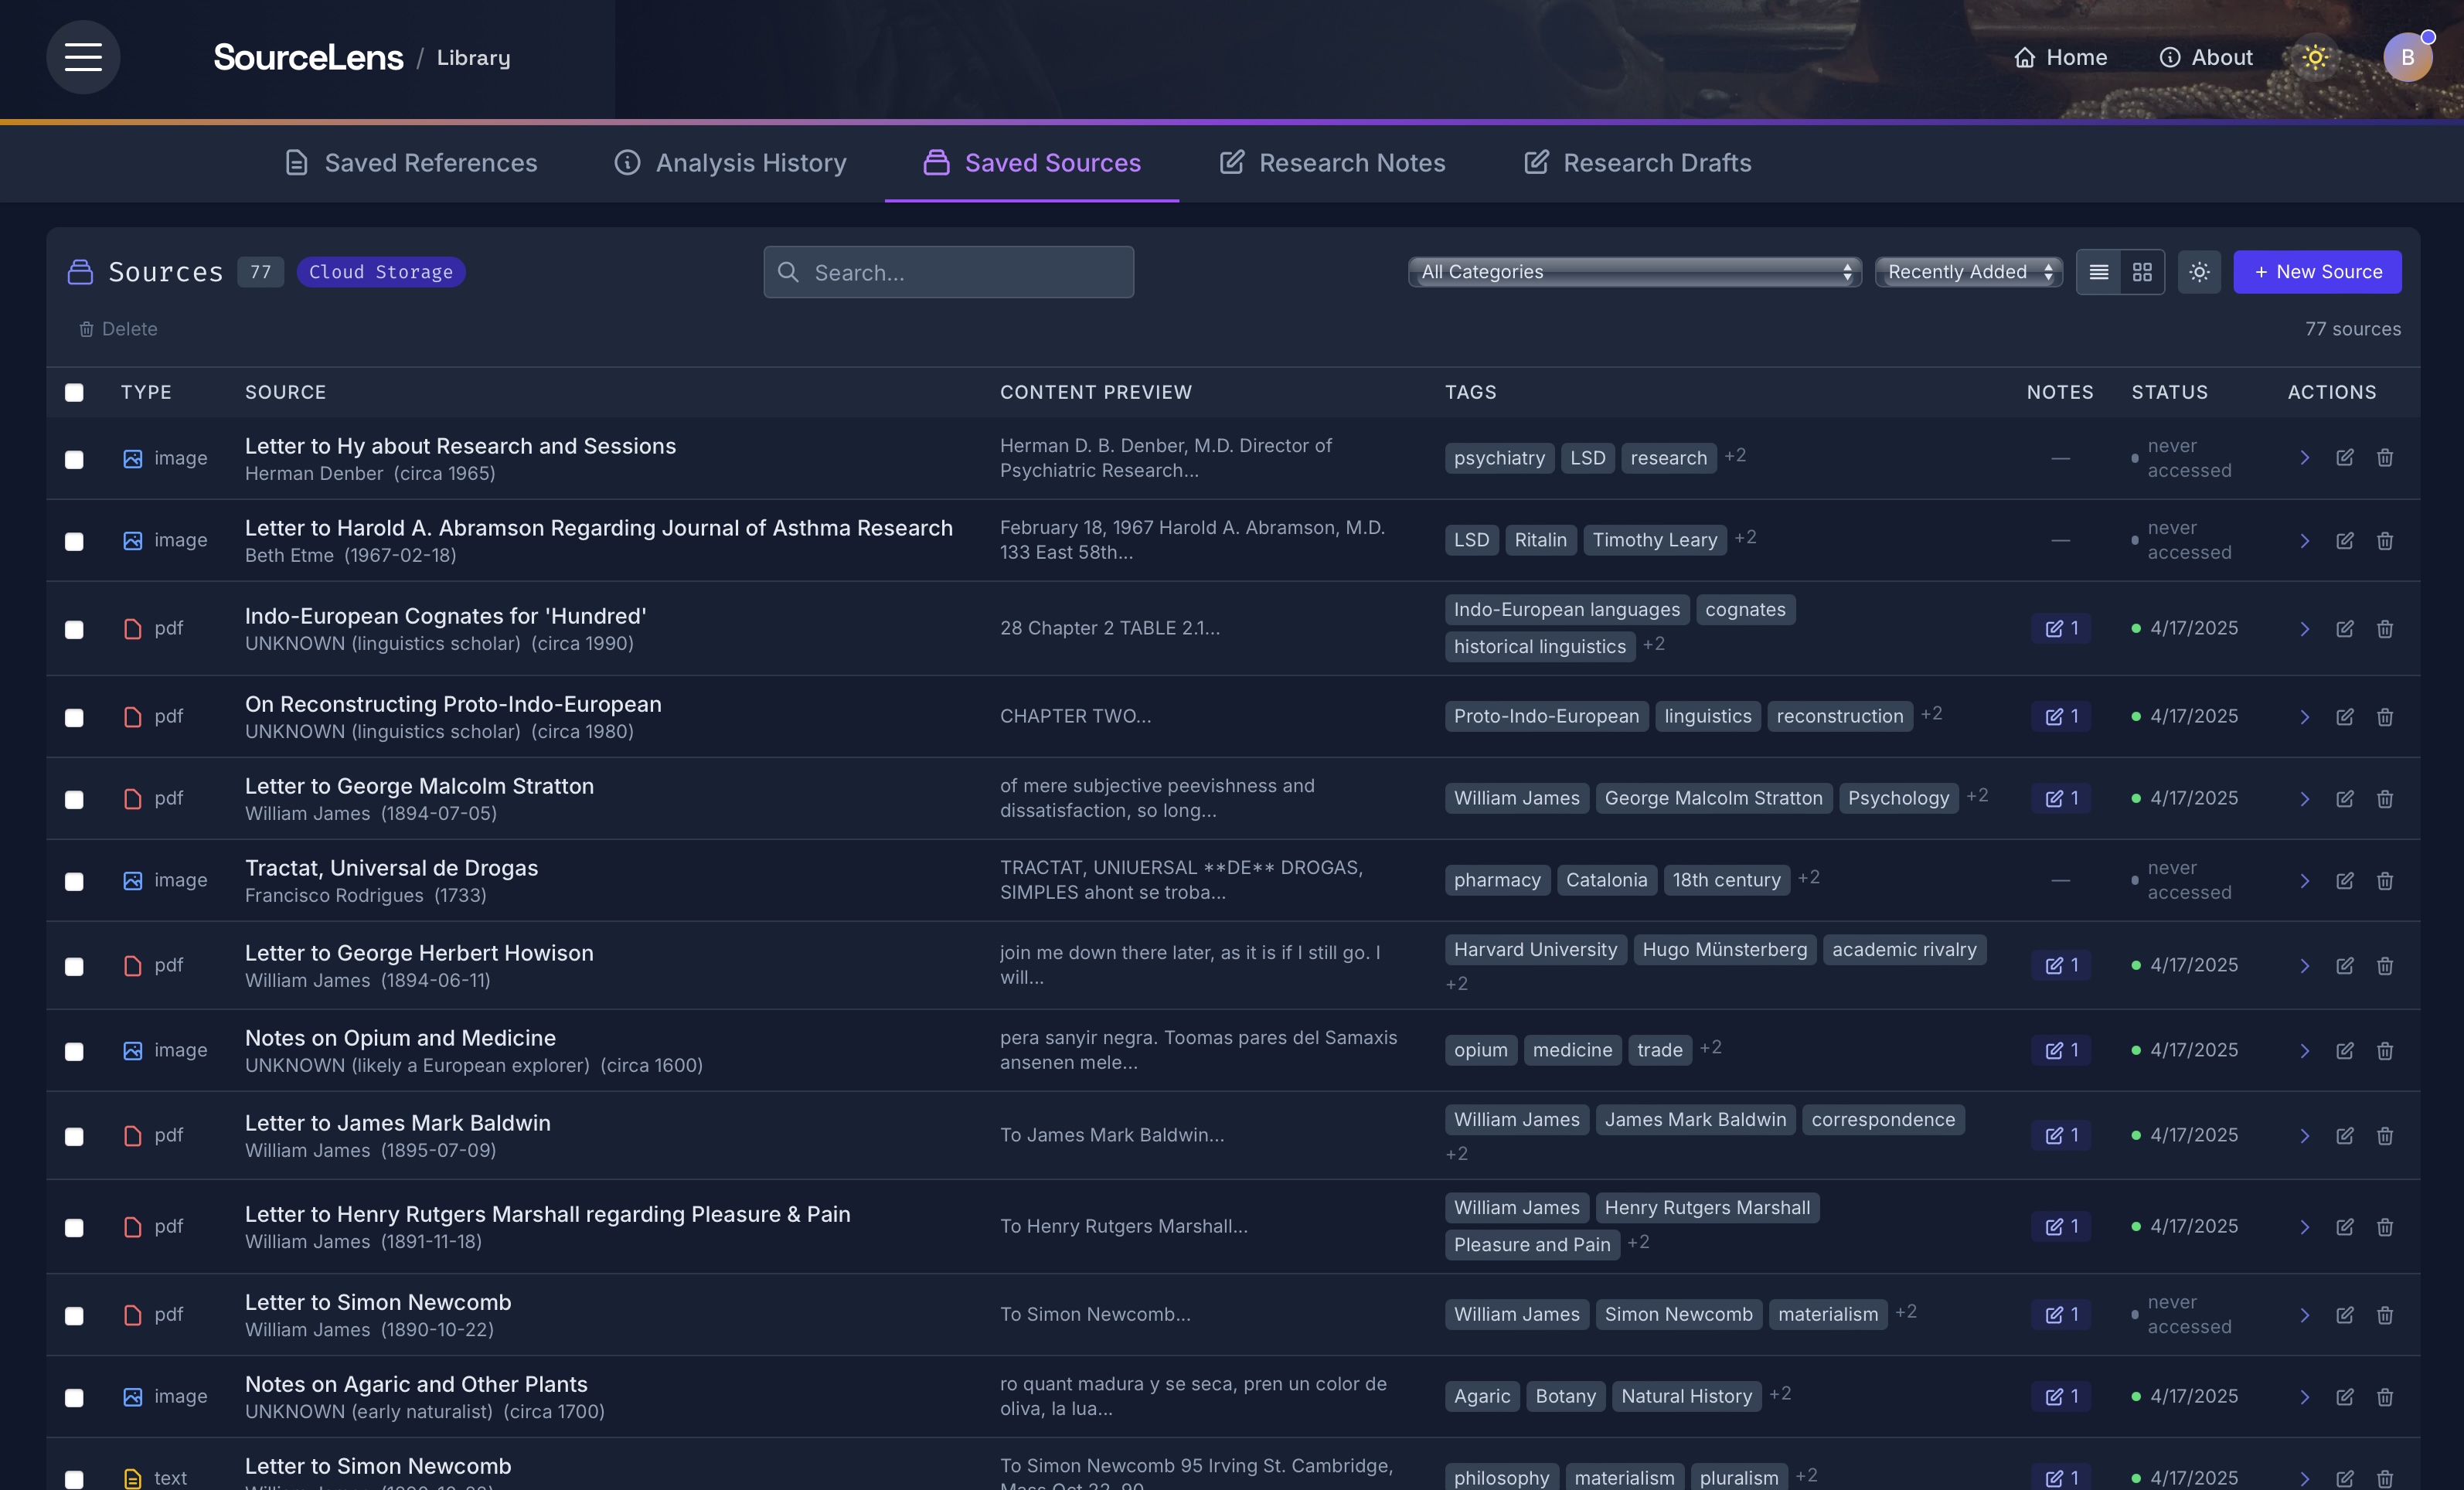 SourceLens / Library
Home
About
B
Saved References
Analysis History
Saved Sources
Research Notes
Research Drafts
Sources 77 Cloud Storage
Search...
All Categories
Recently Added
+ New Source
Delete
77 sources
TYPE SOURCE CONTENT PREVIEW TAGS NOTES STATUS ACTIONS
image
Letter to Hy about Research and Sessions
Herman Denber (circa 1965)
Herman D. B. Denber, M.D. Director of
Psychiatric Research...
psychiatry LSD research +2
—
never
accessed
image
Letter to Harold A. Abramson Regarding Journal of Asthma Research
Beth Etme (1967-02-18)
February 18, 1967 Harold A. Abramson, M.D.
133 East 58th...
LSD Ritalin Timothy Leary +2
—
never
accessed
pdf
Indo-European Cognates for 'Hundred'
UNKNOWN (linguistics scholar) (circa 1990)
28 Chapter 2 TABLE 2.1...
Indo-European languages cognates
historical linguistics +2
1
4/17/2025
pdf
On Reconstructing Proto-Indo-European
UNKNOWN (linguistics scholar) (circa 1980)
CHAPTER TWO...
Proto-Indo-European linguistics reconstruction +2
1
4/17/2025
pdf
Letter to George Malcolm Stratton
William James (1894-07-05)
of mere subjective peevishness and
dissatisfaction, so long...
William James George Malcolm Stratton Psychology +2
1
4/17/2025
image
Tractat, Universal de Drogas
Francisco Rodrigues (1733)
TRACTAT, UNIUERSAL **DE** DROGAS,
SIMPLES ahont se troba...
pharmacy Catalonia 18th century +2
—
never
accessed
pdf
Letter to George Herbert Howison
William James (1894-06-11)
join me down there later, as it is if I still go. I
will...
Harvard University Hugo Münsterberg academic rivalry
+2
1
4/17/2025
image
Notes on Opium and Medicine
UNKNOWN (likely a European explorer) (circa 1600)
pera sanyir negra. Toomas pares del Samaxis
ansenen mele...
opium medicine trade +2
1
4/17/2025
pdf
Letter to James Mark Baldwin
William James (1895-07-09)
To James Mark Baldwin...
William James James Mark Baldwin correspondence
+2
1
4/17/2025
pdf
Letter to Henry Rutgers Marshall regarding Pleasure & Pain
William James (1891-11-18)
To Henry Rutgers Marshall...
William James Henry Rutgers Marshall
Pleasure and Pain +2
1
4/17/2025
pdf
Letter to Simon Newcomb
William James (1890-10-22)
To Simon Newcomb...
William James Simon Newcomb materialism +2
1
never
accessed
image
Notes on Agaric and Other Plants
UNKNOWN (early naturalist) (circa 1700)
ro quant madura y se seca, pren un color de
oliva, la lua...
Agaric Botany Natural History +2
1
4/17/2025
text
Letter to Simon Newcomb
To Simon Newcomb 95 Irving St. Cambridge,
philosophy materialism pluralism +2
1
4/17/2025